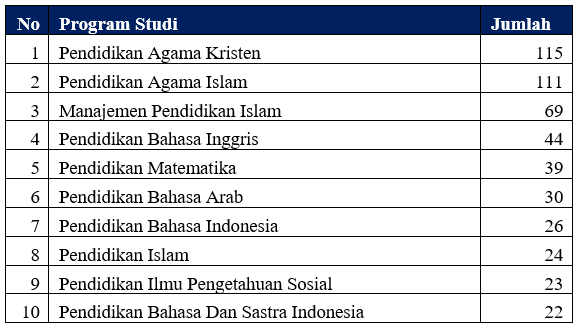 No Program Studi Jumlah
1 Pendidikan Agama Kristen 115
2 Pendidikan Agama Islam 111
3 Manajemen Pendidikan Islam 69
4 Pendidikan Bahasa Inggris 44
5 Pendidikan Matematika 39
6 Pendidikan Bahasa Arab 30
7 Pendidikan Bahasa Indonesia 26
8 Pendidikan Islam 24
9 Pendidikan Ilmu Pengetahuan Sosial 23
10 Pendidikan Bahasa Dan Sastra Indonesia 22